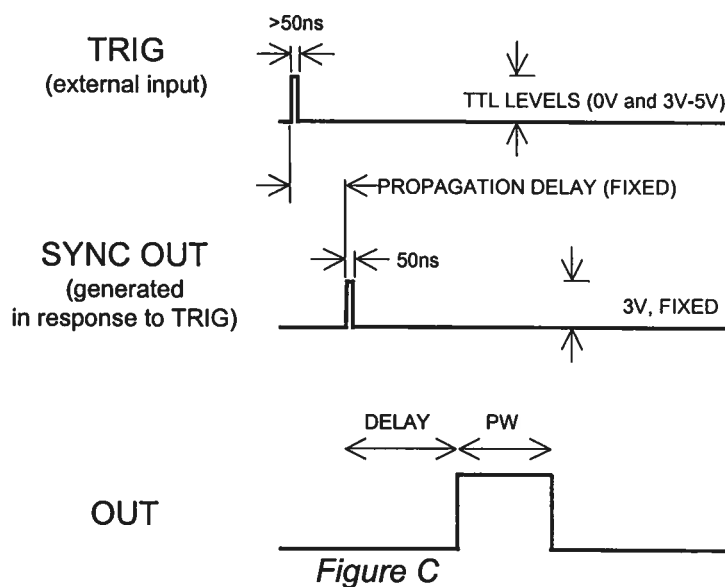 >50ns
TRIG
(external input)
TTL LEVELS (0V and 3V-5V)
PROPAGATION DELAY (FIXED)
SYNC OUT
(generated
in response to TRIG)
50ns
3V, FIXED
DELAY
PW
OUT
Figure C